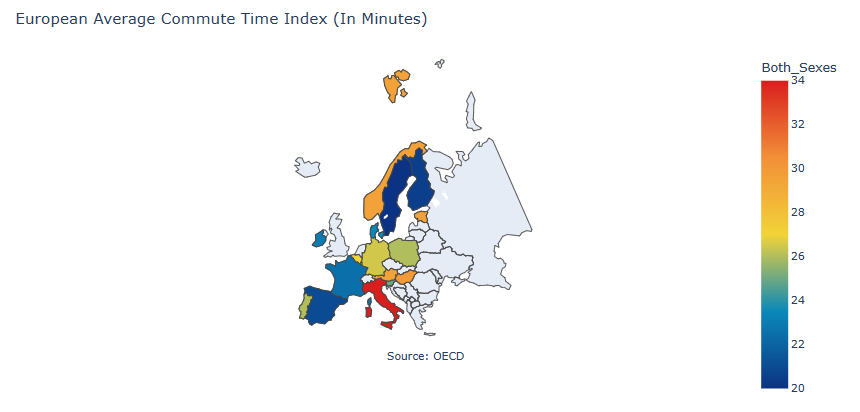 European Average Commute Time Index (In Minutes)
Both_Sexes
34
32
30
28
26
24
22
20
Source: OECD